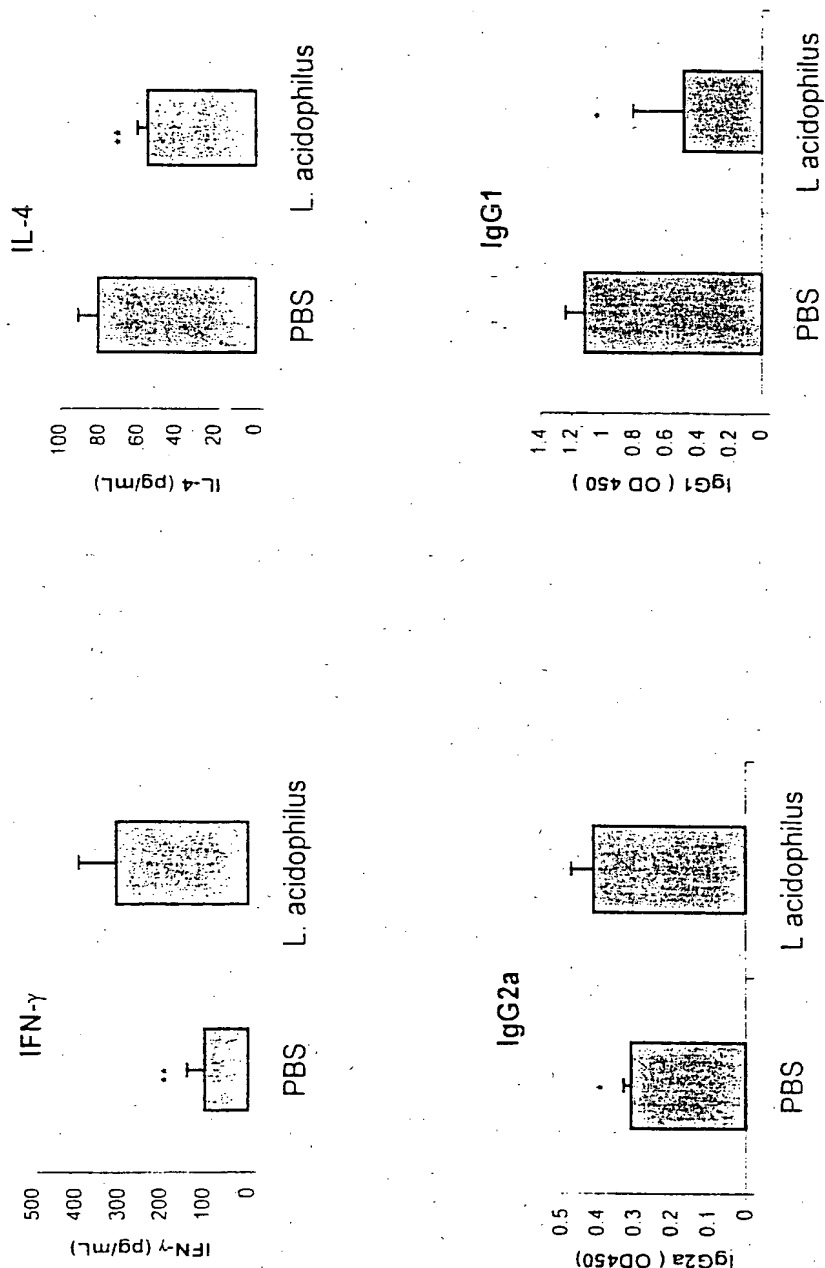 IFN-γ
IFN-γ (pg/mL)
500
400
300
200
100
0
**
PBS
L. acidophilus
IL-4
IL-4 (pg/mL)
100
80
60
40
20
0
**
PBS
L. acidophilus
IgG2a
IgG2a ( OD450)
0.5
0.4
0.3
0.2
0.1
0
*
PBS
L acidophilus
IgG1
IgG1 ( OD 450 )
1.4
1.2
1
0.8
0.6
0.4
0.2
0
*
PBS
L acidophilus